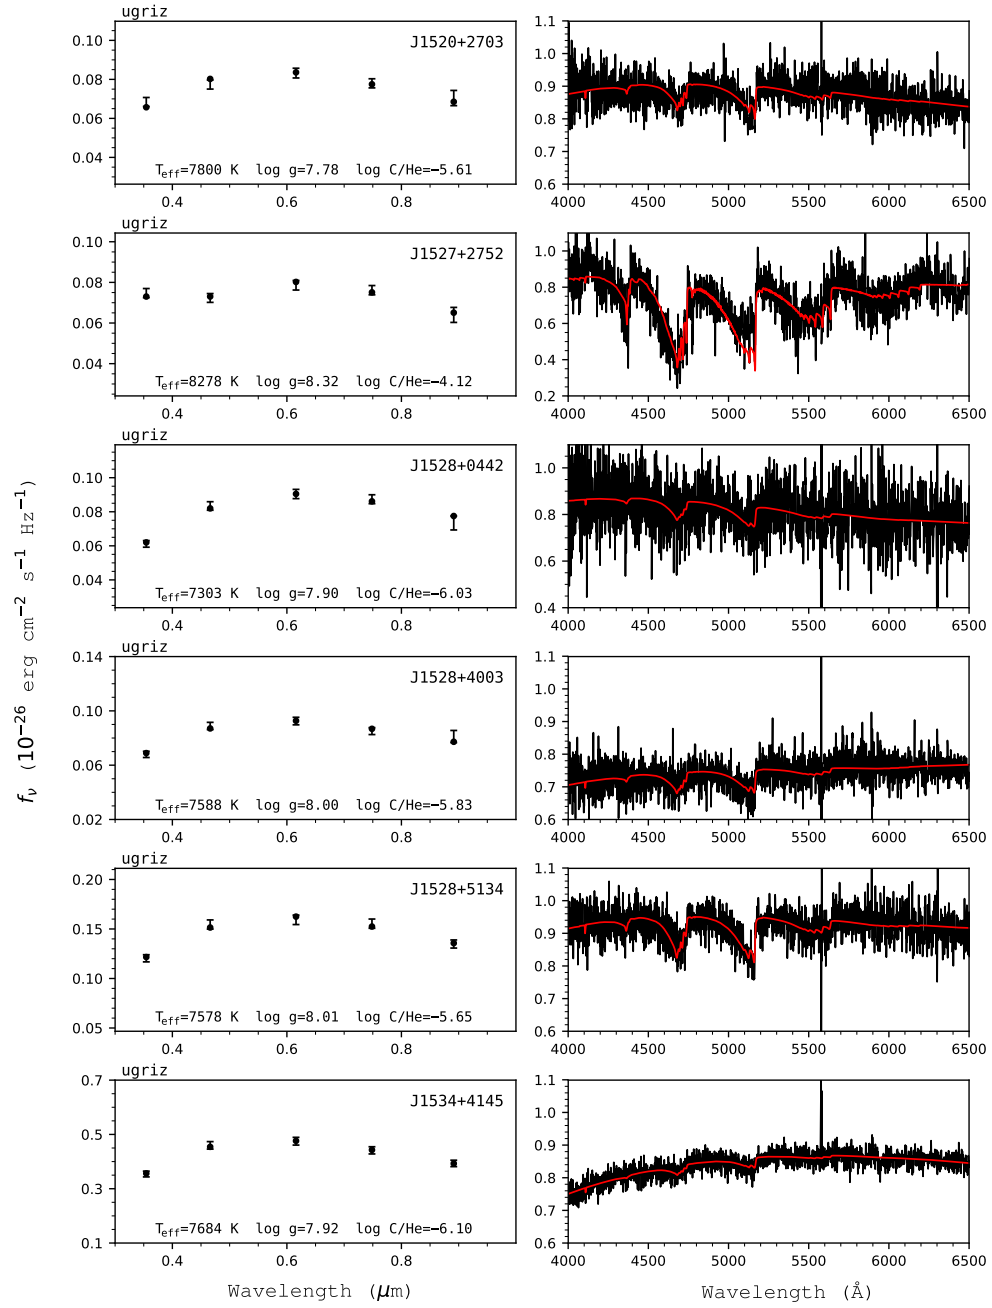 ugriz
J1520+2703
0.10
0.08
0.06
0.04
T_eff=7800 K log g=7.78 log C/He=−5.61
0.4 0.6 0.8
1.1
1.0
0.9
0.8
0.7
0.6
4000 4500 5000 5500 6000 6500
ugriz
J1527+2752
0.10
0.08
0.06
0.04
T_eff=8278 K log g=8.32 log C/He=−4.12
0.4 0.6 0.8
1.0
0.8
0.6
0.4
0.2
4000 4500 5000 5500 6000 6500
ugriz
J1528+0442
0.10
0.08
0.06
0.04
T_eff=7303 K log g=7.90 log C/He=−6.03
0.4 0.6 0.8
1.0
0.8
0.6
0.4
4000 4500 5000 5500 6000 6500
ugriz
J1528+4003
0.14
0.10
0.06
0.02
T_eff=7588 K log g=8.00 log C/He=−5.83
0.4 0.6 0.8
1.1
1.0
0.9
0.8
0.7
0.6
4000 4500 5000 5500 6000 6500
ugriz
J1528+5134
0.20
0.15
0.10
0.05
T_eff=7578 K log g=8.01 log C/He=−5.65
0.4 0.6 0.8
1.1
1.0
0.9
0.8
0.7
0.6
4000 4500 5000 5500 6000 6500
ugriz
J1534+4145
0.7
0.5
0.3
0.1
T_eff=7684 K log g=7.92 log C/He=−6.10
0.4 0.6 0.8
1.1
1.0
0.9
0.8
0.7
0.6
4000 4500 5000 5500 6000 6500
f_ν (10⁻²⁶ erg cm⁻² s⁻¹ Hz⁻¹)
Wavelength (μm)
Wavelength (Å)